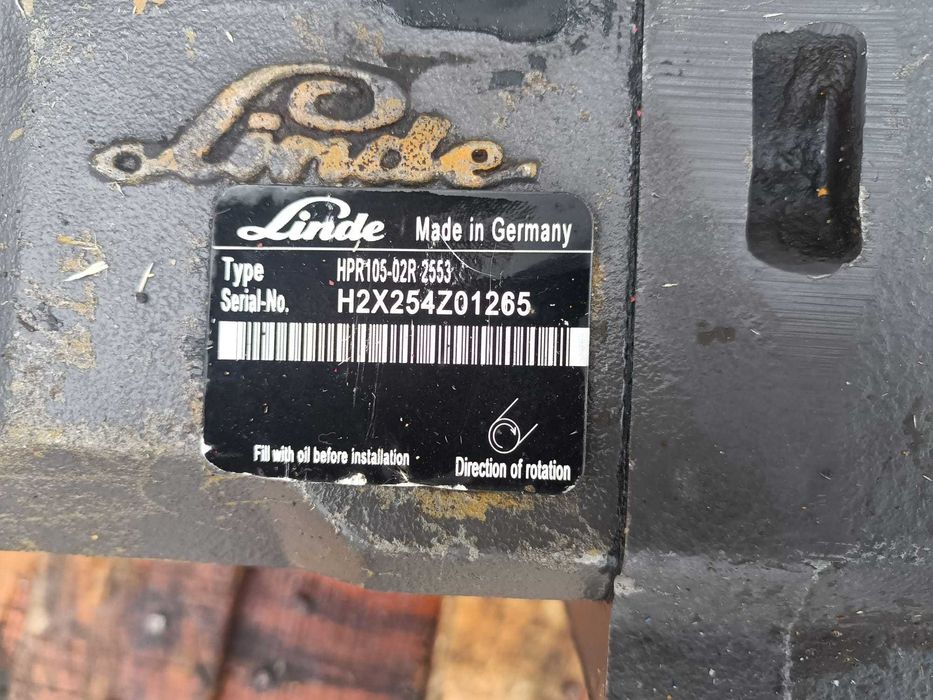 Linde
Linde Made in Germany
Type HPR105-02R 2553
Serial-No. H2X254Z01265
Fill with oil before installation
Direction of rotation